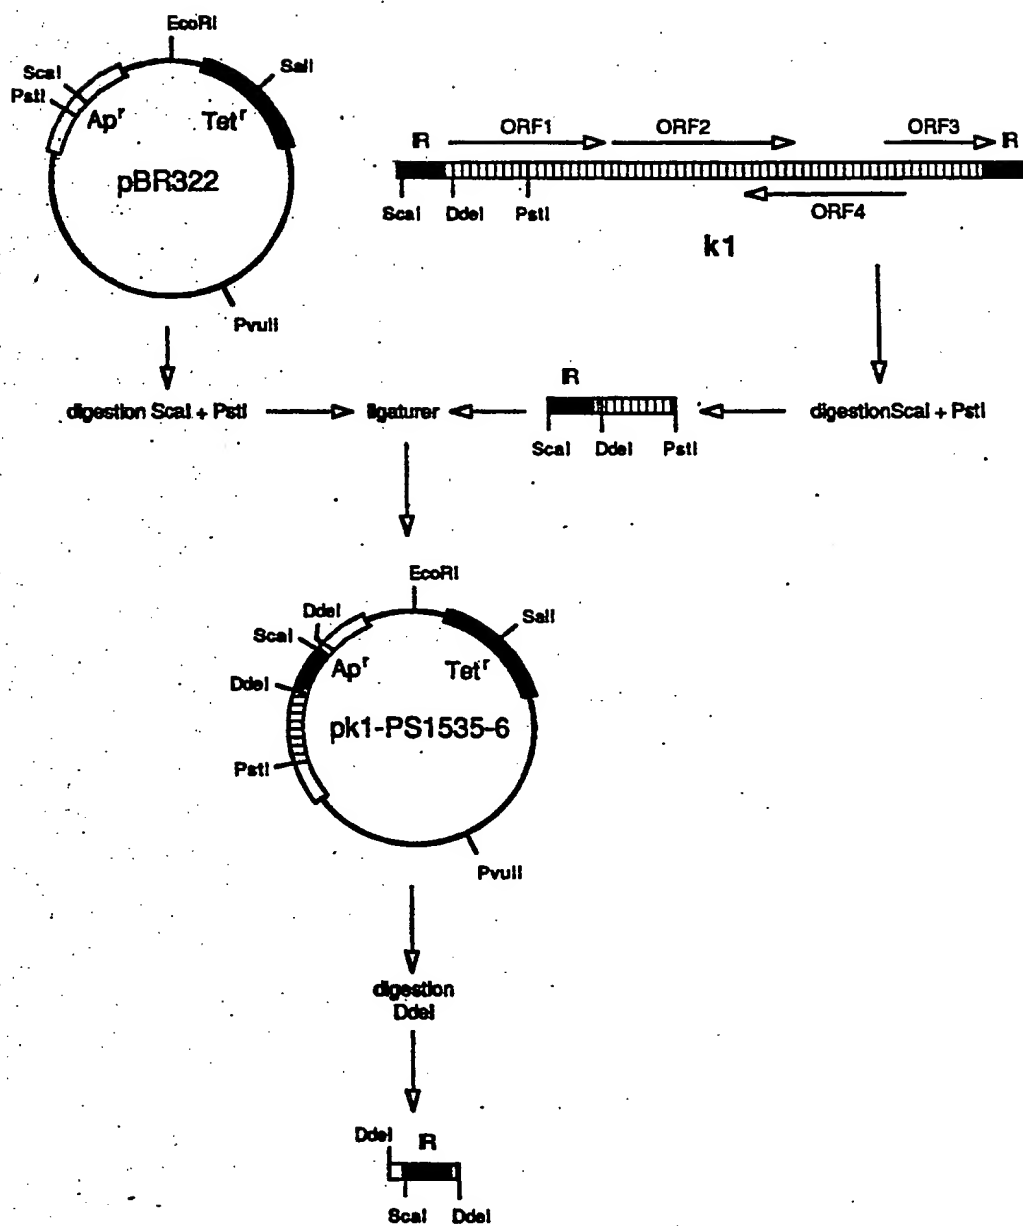 EcoRI
ScaI
PstI
SalI
Ap^r
Tet^r
pBR322
PvuII
IR
ORF1
ORF2
ORF3
IR
ScaI
DdeI
PstI
ORF4
k1
digestion ScaI + PstI
ligaturer
IR
ScaI
DdeI
PstI
digestionScaI + PstI
EcoRI
DdeI
ScaI
SalI
Ap^r
Tet^r
DdeI
pk1-PS1535-6
PstI
PvuII
digestion
DdeI
DdeI
IR
ScaI
DdeI